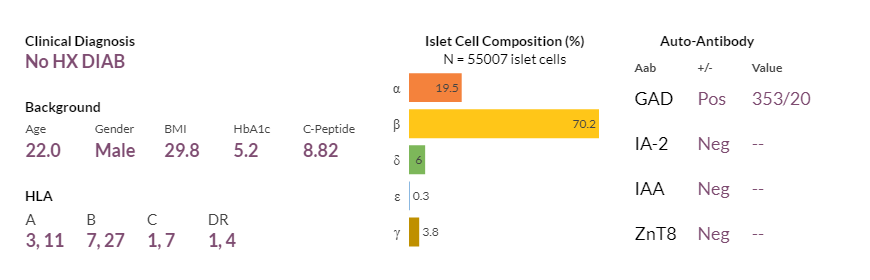 Clinical Diagnosis
No HX DIAB
Background
Age Gender BMI HbA1c C-Peptide
22.0 Male 29.8 5.2 8.82
HLA
A B C DR
3, 11 7, 27 1, 7 1, 4
Islet Cell Composition (%)
N = 55007 islet cells
α 19.5
β 70.2
δ 6
ε 0.3
γ 3.8
Auto-Antibody
Aab +/- Value
GAD Pos 353/20
IA-2 Neg --
IAA Neg --
ZnT8 Neg --